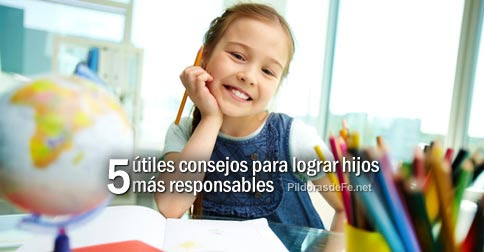 5 útiles consejos para lograr hijos
más responsables PildorasdeFe.net